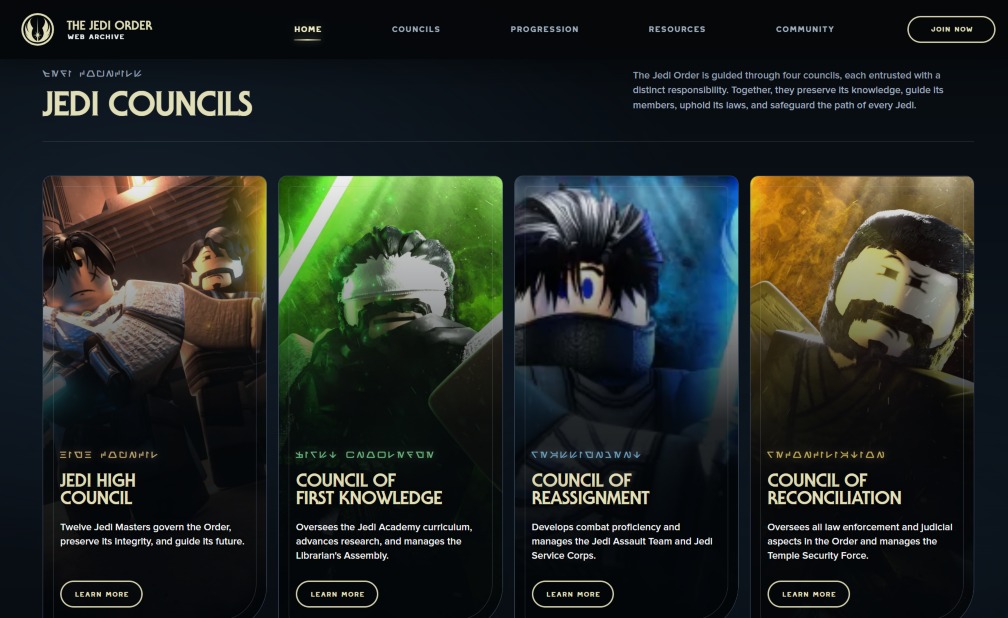 THE JEDI ORDER
WEB ARCHIVE
HOME
COUNCILS
PROGRESSION
RESOURCES
COMMUNITY
JOIN NOW
JEDI COUNCILS
The Jedi Order is guided through four councils, each entrusted with a
distinct responsibility. Together, they preserve its knowledge, guide its
members, uphold its laws, and safeguard the path of every Jedi.
JEDI HIGH
COUNCIL
Twelve Jedi Masters govern the Order,
preserve its integrity, and guide its future.
LEARN MORE
COUNCIL OF
FIRST KNOWLEDGE
Oversees the Jedi Academy curriculum,
advances research, and manages the
Librarian's Assembly.
LEARN MORE
COUNCIL OF
REASSIGNMENT
Develops combat proficiency and
manages the Jedi Assault Team and Jedi
Service Corps.
LEARN MORE
COUNCIL OF
RECONCILIATION
Oversees all law enforcement and judicial
aspects in the Order and manages the
Temple Security Force.
LEARN MORE